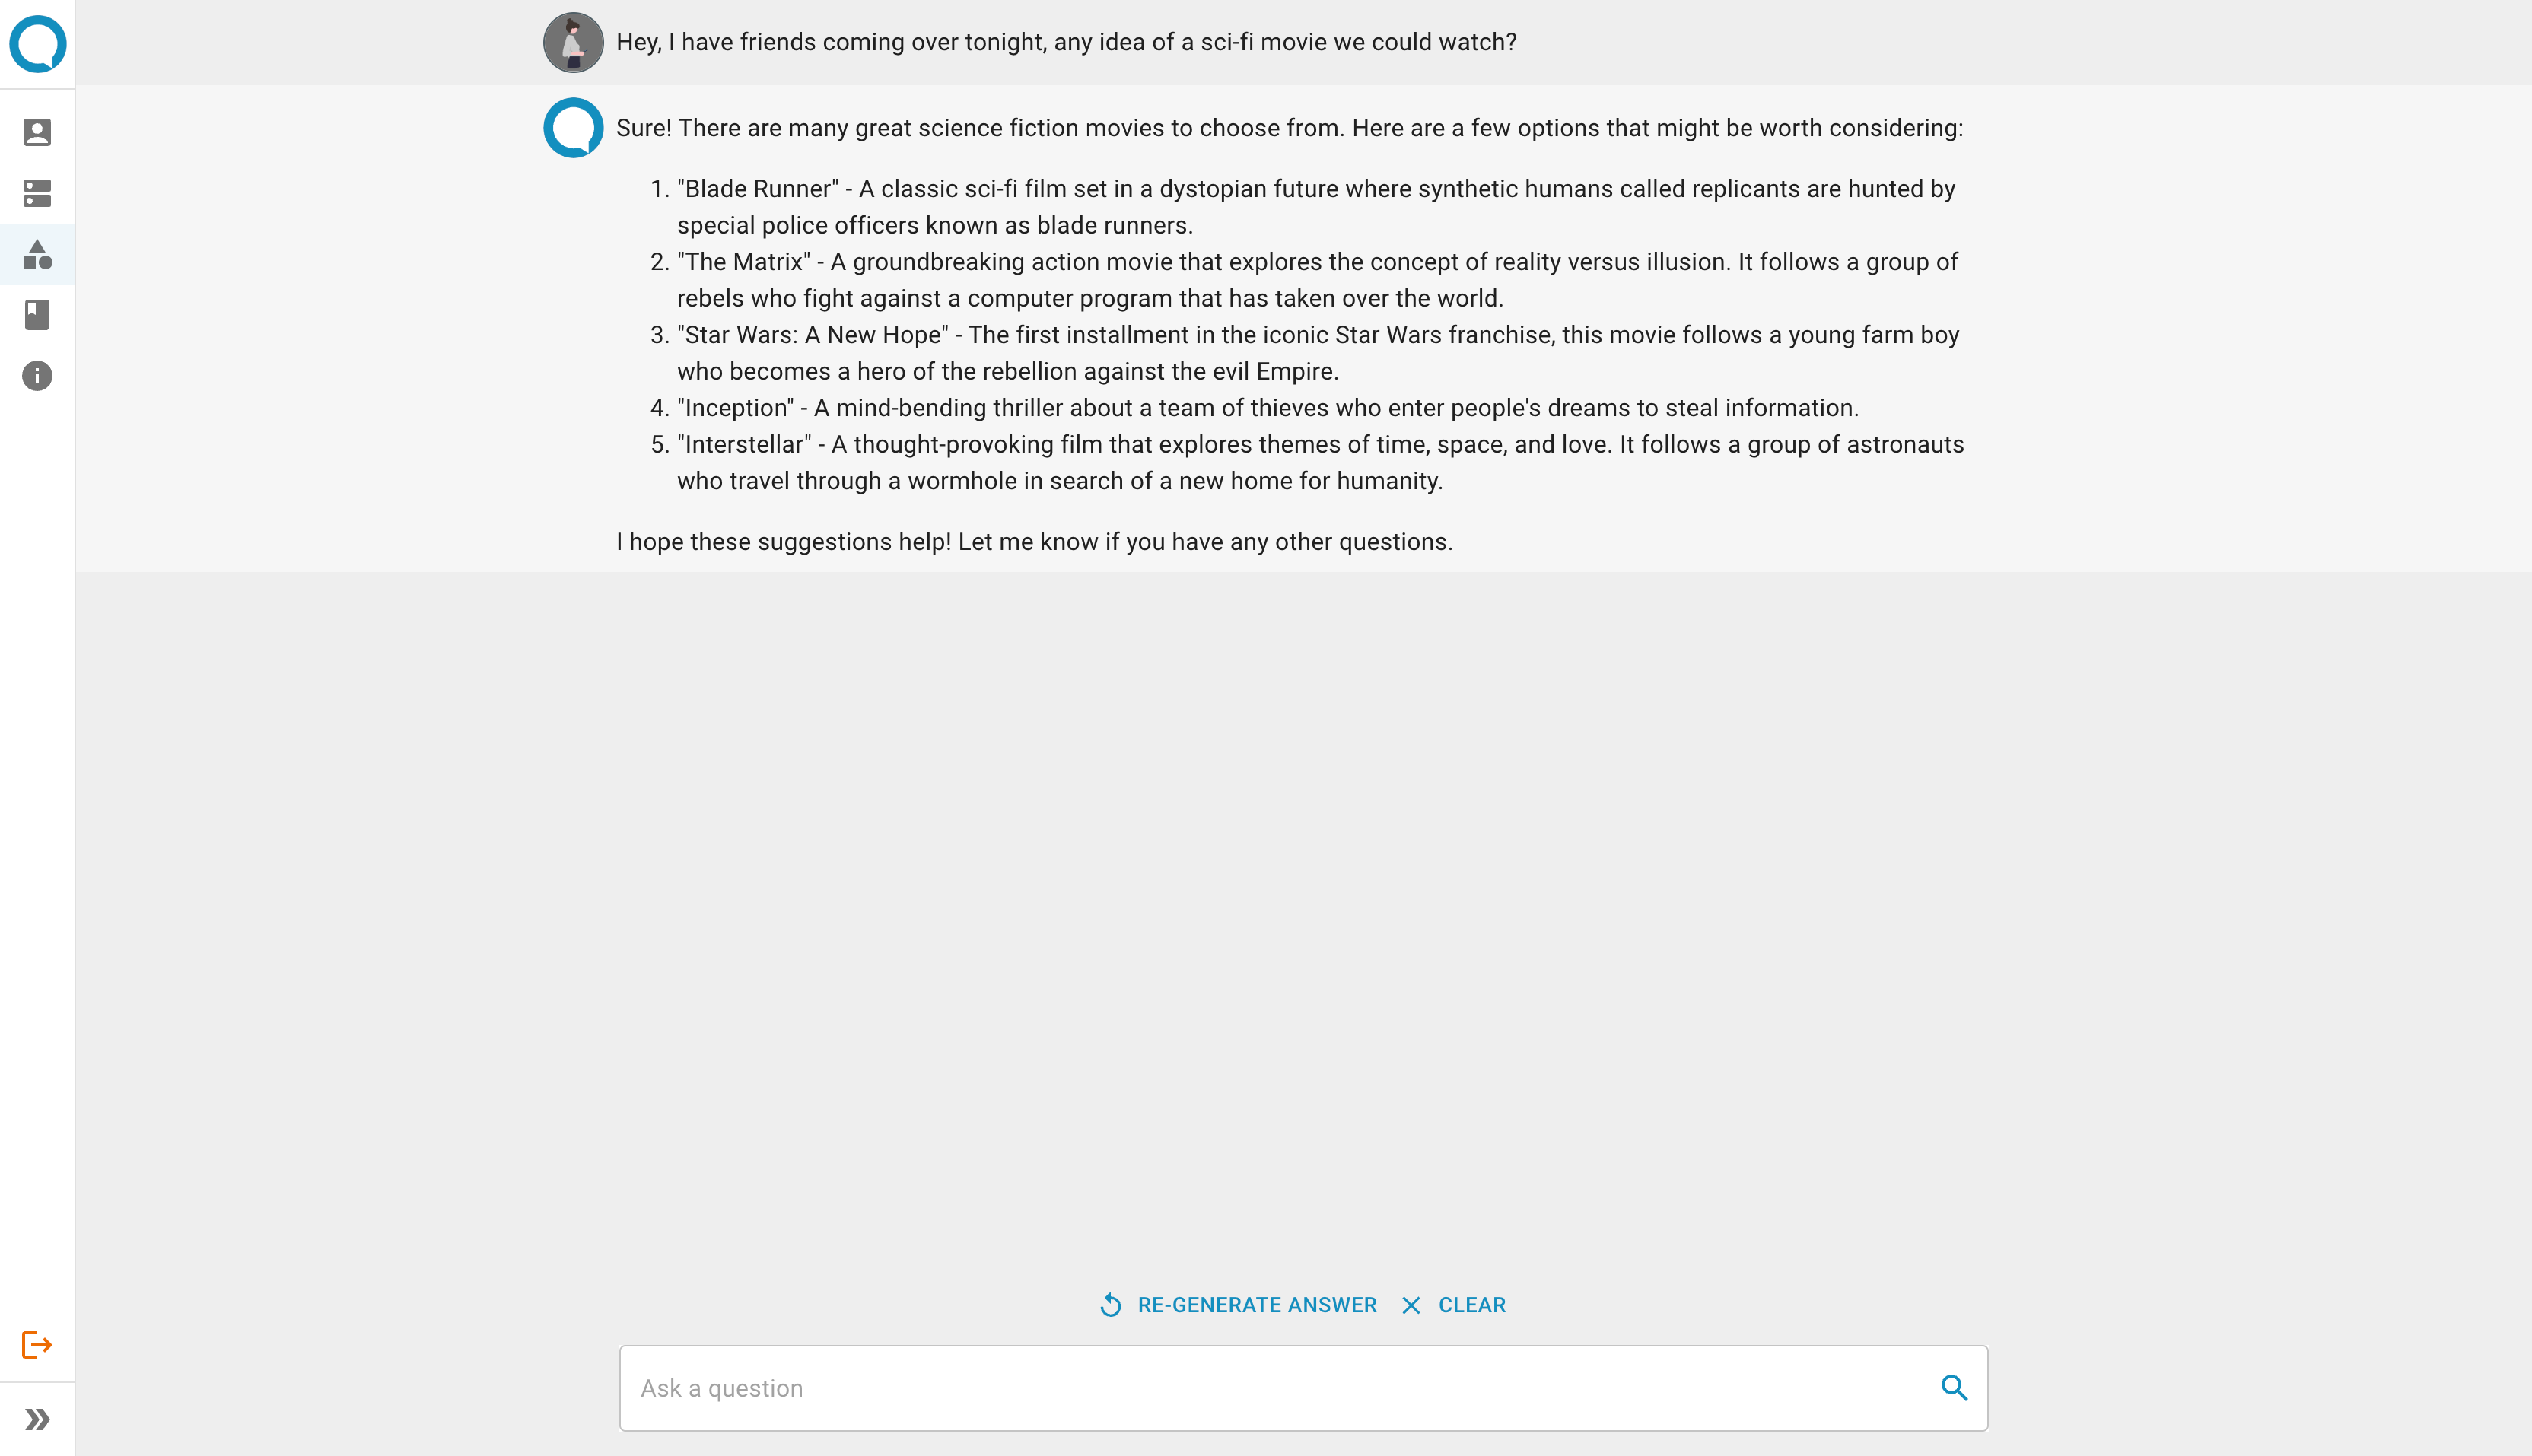 Hey, I have friends coming over tonight, any idea of a sci-fi movie we could watch?
Sure! There are many great science fiction movies to choose from. Here are a few options that might be worth considering:
1. "Blade Runner" - A classic sci-fi film set in a dystopian future where synthetic humans called replicants are hunted by
special police officers known as blade runners.
2. "The Matrix" - A groundbreaking action movie that explores the concept of reality versus illusion. It follows a group of
rebels who fight against a computer program that has taken over the world.
3. "Star Wars: A New Hope" - The first installment in the iconic Star Wars franchise, this movie follows a young farm boy
who becomes a hero of the rebellion against the evil Empire.
4. "Inception" - A mind-bending thriller about a team of thieves who enter people's dreams to steal information.
5. "Interstellar" - A thought-provoking film that explores themes of time, space, and love. It follows a group of astronauts
who travel through a wormhole in search of a new home for humanity.
I hope these suggestions help! Let me know if you have any other questions.
RE-GENERATE ANSWER CLEAR
Ask a question